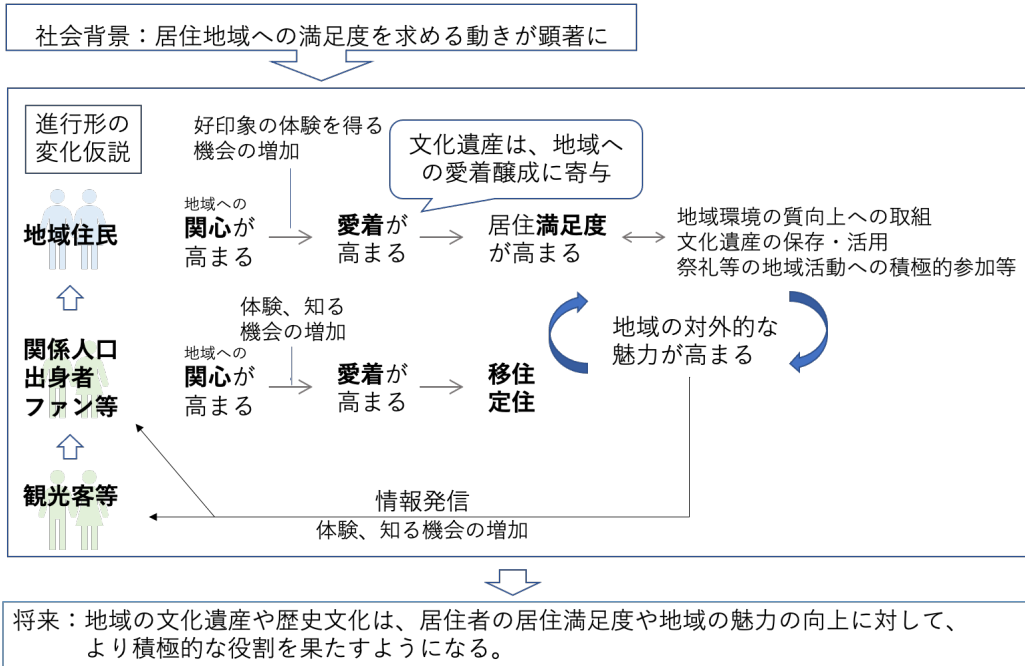 社会背景：居住地域への満足度を求める動きが顕著に
進行形の
変化仮説
好印象の体験を得る
機会の増加
文化遺産は、地域へ
の愛着醸成に寄与
地域住民
地域への
関心が
高まる
愛着が
高まる
居住満足度
が高まる
地域環境の質向上への取組
文化遺産の保存・活用
祭礼等の地域活動への積極的参加等
体験、知る
機会の増加
地域の対外的な
魅力が高まる
関係人口
出身者
ファン等
地域への
関心が
高まる
愛着が
高まる
移住
定住
観光客等
情報発信
体験、知る機会の増加
将来：地域の文化遺産や歴史文化は、居住者の居住満足度や地域の魅力の向上に対して、
より積極的な役割を果たすようになる。